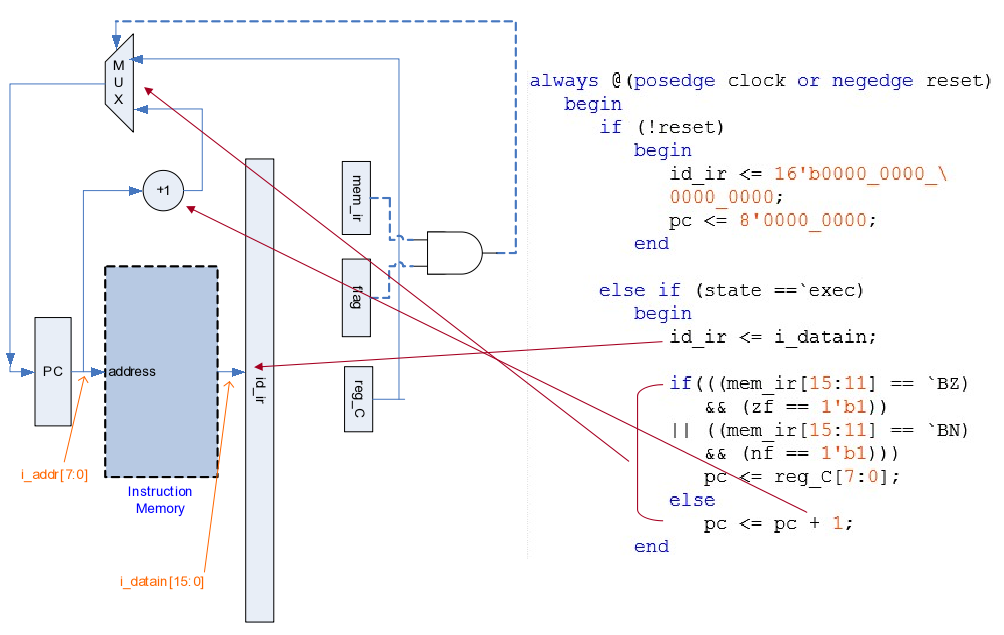 M
U
X
+1
mem_ir
flag
reg_C
PC
address
id_ir
i_addr[7:0]
Instruction
Memory
i_datain[15:0]
always @(posedge clock or negedge reset)
begin
if (!reset)
begin
id_ir <= 16'b0000_0000_\
0000_0000;
pc <= 8'0000_0000;
end
else if (state ==`exec)
begin
id_ir <= i_datain;
if(((mem_ir[15:11] == `BZ)
&& (zf == 1'b1))
|| ((mem_ir[15:11] == `BN)
&& (nf == 1'b1)))
pc <= reg_C[7:0];
else
pc <= pc + 1;
end